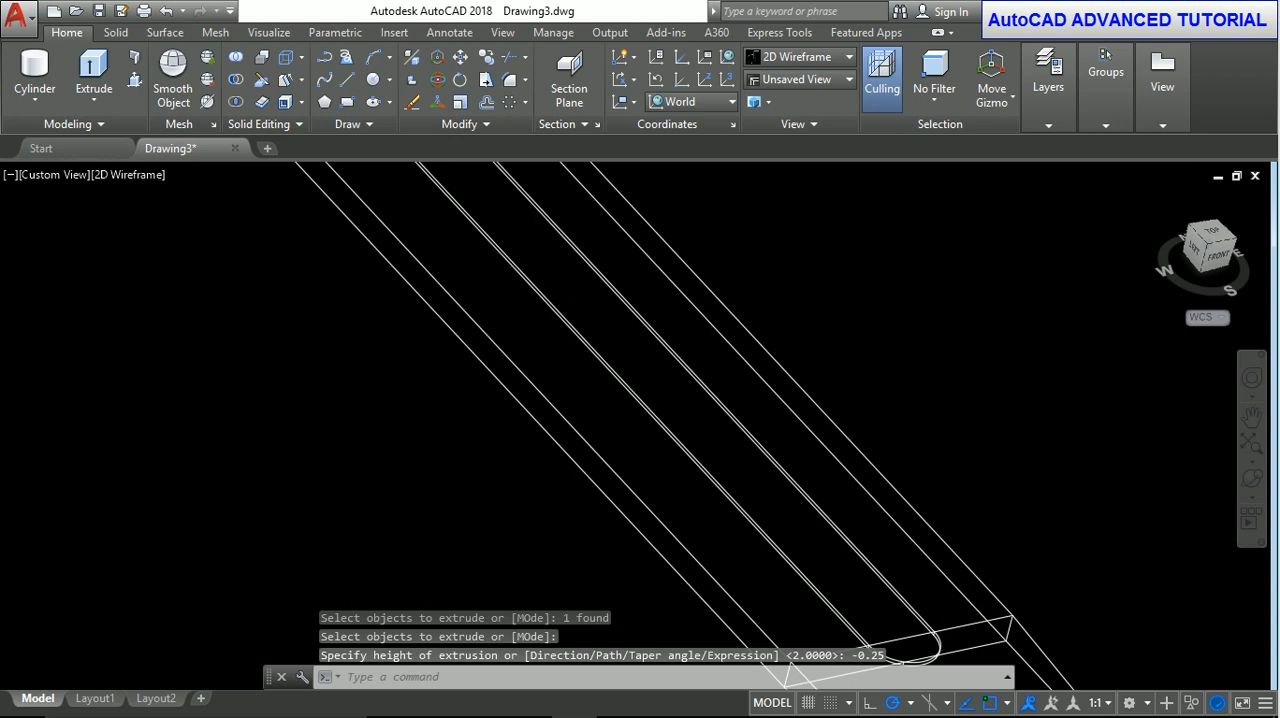 Autodesk AutoCAD 2018 Drawing3.dwg
Type a keyword or phrase
Sign In
AutoCAD ADVANCED TUTORIAL
Home Solid Surface Mesh Visualize Parametric Insert Annotate View Manage Output Add-ins A360 Express Tools Featured Apps
Cylinder
Extrude
Smooth
Object
Section
Plane
2D Wireframe
Unsaved View
World
Culling
No Filter
Move
Gizmo
Layers
Groups
View
Modeling
Mesh
Solid Editing
Draw
Modify
Section
Coordinates
View
Selection
Start
Drawing3*
[−][Custom View][2D Wireframe]
TOP
LEFT
FRONT
W
E
S
WCS
Select objects to extrude or [MOde]: 1 found
Select objects to extrude or [MOde]:
Specify height of extrusion or [Direction/Path/Taper angle/Expression] <2.0000>: -0.25
Type a command
Model
Layout1
Layout2
MODEL
1:1